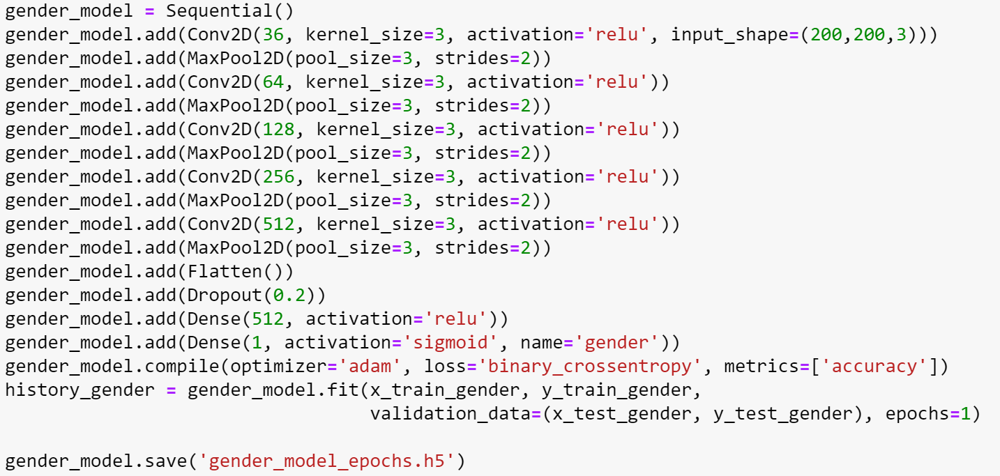 gender_model = Sequential()
gender_model.add(Conv2D(36, kernel_size=3, activation='relu', input_shape=(200,200,3)))
gender_model.add(MaxPool2D(pool_size=3, strides=2))
gender_model.add(Conv2D(64, kernel_size=3, activation='relu'))
gender_model.add(MaxPool2D(pool_size=3, strides=2))
gender_model.add(Conv2D(128, kernel_size=3, activation='relu'))
gender_model.add(MaxPool2D(pool_size=3, strides=2))
gender_model.add(Conv2D(256, kernel_size=3, activation='relu'))
gender_model.add(MaxPool2D(pool_size=3, strides=2))
gender_model.add(Conv2D(512, kernel_size=3, activation='relu'))
gender_model.add(MaxPool2D(pool_size=3, strides=2))
gender_model.add(Flatten())
gender_model.add(Dropout(0.2))
gender_model.add(Dense(512, activation='relu'))
gender_model.add(Dense(1, activation='sigmoid', name='gender'))
gender_model.compile(optimizer='adam', loss='binary_crossentropy', metrics=['accuracy'])
history_gender = gender_model.fit(x_train_gender, y_train_gender,
                                  validation_data=(x_test_gender, y_test_gender), epochs=1)
gender_model.save('gender_model_epochs.h5')